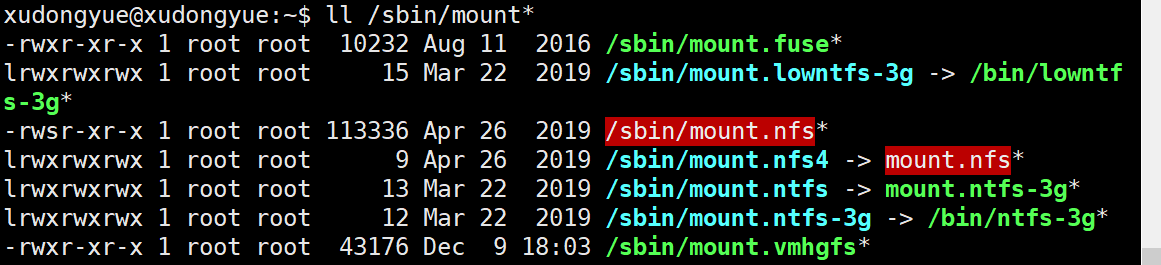 xudongyue@xudongyue:~$ ll /sbin/mount*
-rwxr-xr-x 1 root root  10232 Aug 11  2016 /sbin/mount.fuse*
lrwxrwxrwx 1 root root     15 Mar 22  2019 /sbin/mount.lowntfs-3g -> /bin/lowntf
s-3g*
-rwsr-xr-x 1 root root 113336 Apr 26  2019 /sbin/mount.nfs*
lrwxrwxrwx 1 root root      9 Apr 26  2019 /sbin/mount.nfs4 -> mount.nfs*
lrwxrwxrwx 1 root root     13 Mar 22  2019 /sbin/mount.ntfs -> mount.ntfs-3g*
lrwxrwxrwx 1 root root     12 Mar 22  2019 /sbin/mount.ntfs-3g -> /bin/ntfs-3g*
-rwxr-xr-x 1 root root  43176 Dec  9 18:03 /sbin/mount.vmhgfs*